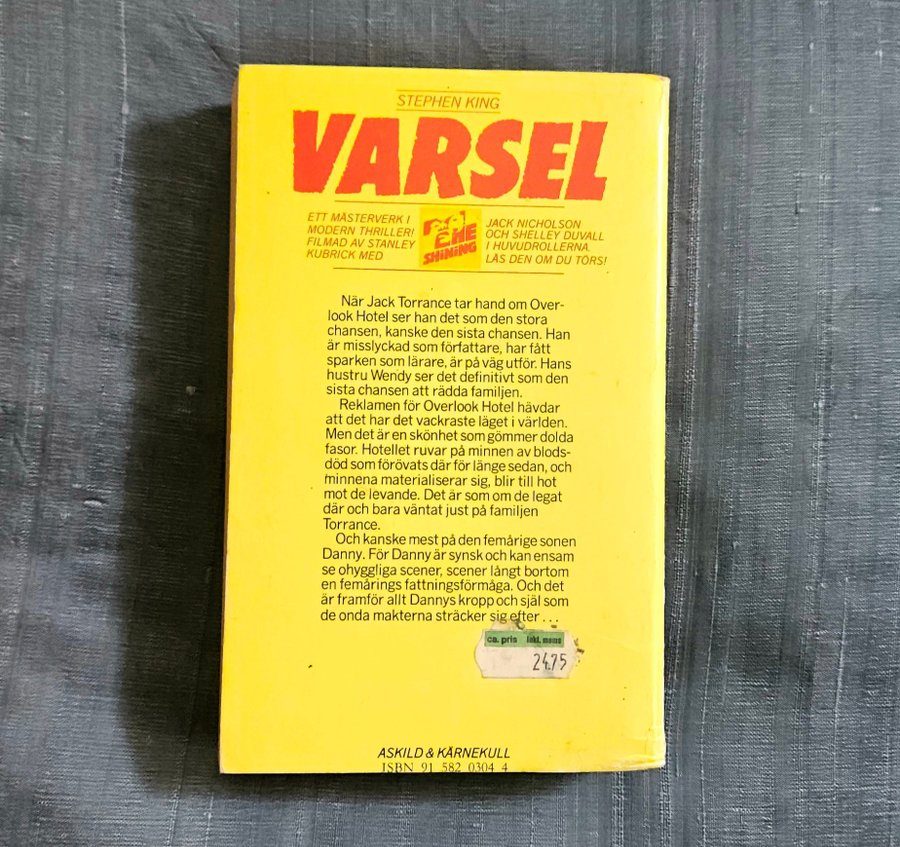 STEPHEN KING
VARSEL
ETT MÄSTERVERK I
MODERN THRILLER!
FILMAD AV STANLEY
KUBRICK MED
THE
SHiNiNG
JACK NICHOLSON
OCH SHELLEY DUVALL
I HUVUDROLLERNA.
LÄS DEN OM DU TÖRS!
När Jack Torrance tar hand om Over-
look Hotel ser han det som den stora
chansen, kanske den sista chansen. Han
är misslyckad som författare, har fått
sparken som lärare, är på väg utför. Hans
hustru Wendy ser det definitivt som den
sista chansen att rädda familjen.
Reklamen för Overlook Hotel hävdar
att det har det vackraste läget i världen.
Men det är en skönhet som gömmer dolda
fasor. Hotellet ruvar på minnen av blods-
död som förövats där för länge sedan, och
minnena materialiserar sig, blir till hot
mot de levande. Det är som om de legat
där och bara väntat just på familjen
Torrance.
Och kanske mest på den femårige sonen
Danny. För Danny är synsk och kan ensam
se ohyggliga scener, scener långt bortom
en femårings fattningsförmåga. Och det
är framför allt Dannys kropp och själ som
de onda makterna sträcker sig efter . . .
ca. pris inkl. moms
24.75
ASKILD & KÄRNEKULL
ISBN 91 582 0304 4